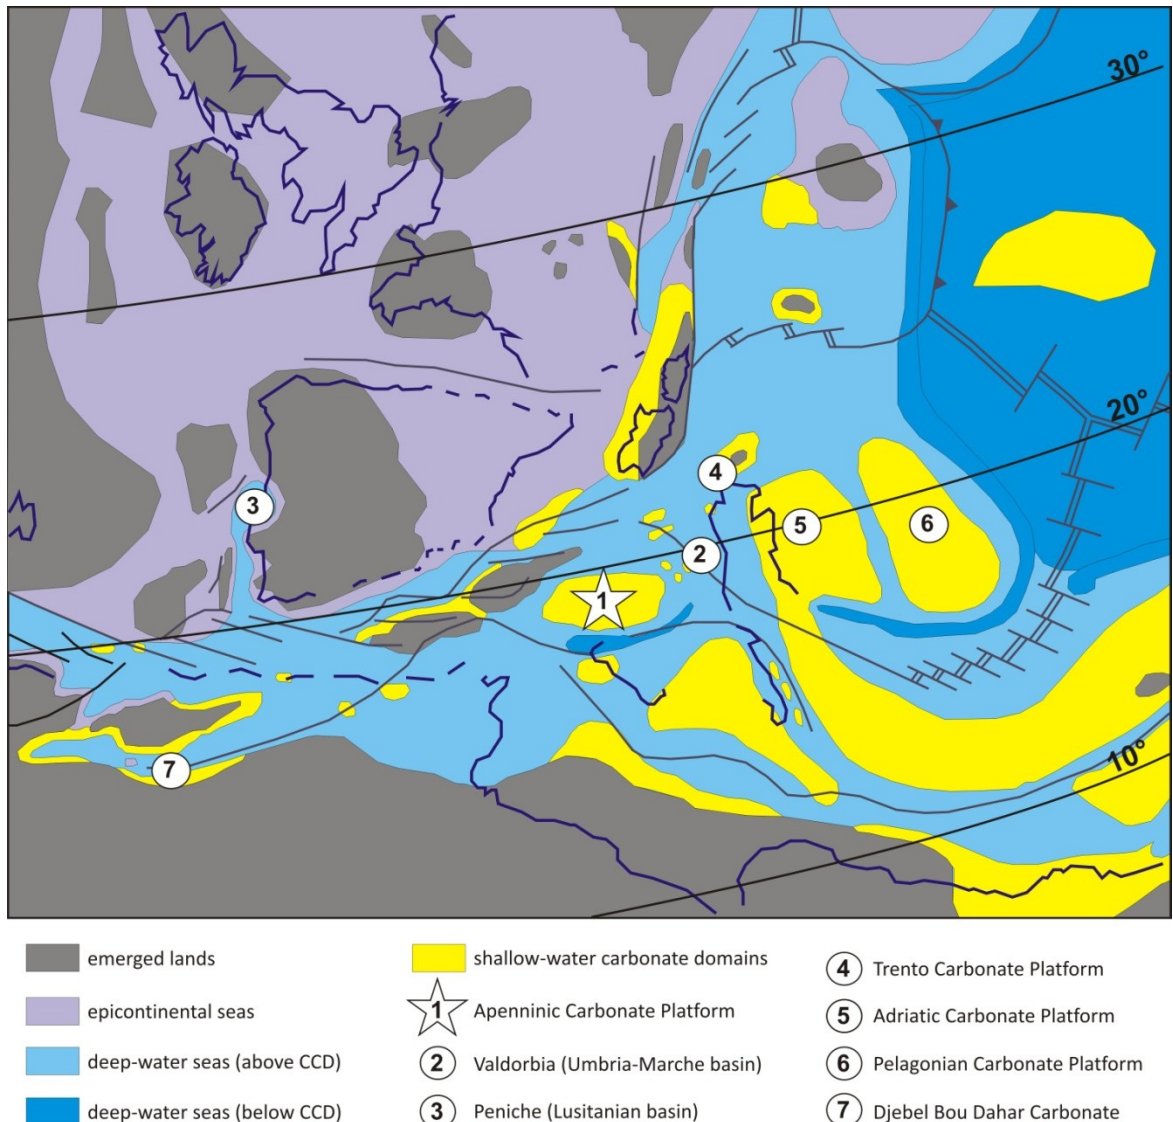 30°
20°
3
4
5
6
2
1
10°
7
emerged lands
epicontinental seas
deep-water seas (above CCD)
deep-water seas (below CCD)
shallow-water carbonate domains
1 Apenninic Carbonate Platform
2 Valdorbia (Umbria-Marche basin)
3 Peniche (Lusitanian basin)
4 Trento Carbonate Platform
5 Adriatic Carbonate Platform
6 Pelagonian Carbonate Platform
7 Djebel Bou Dahar Carbonate